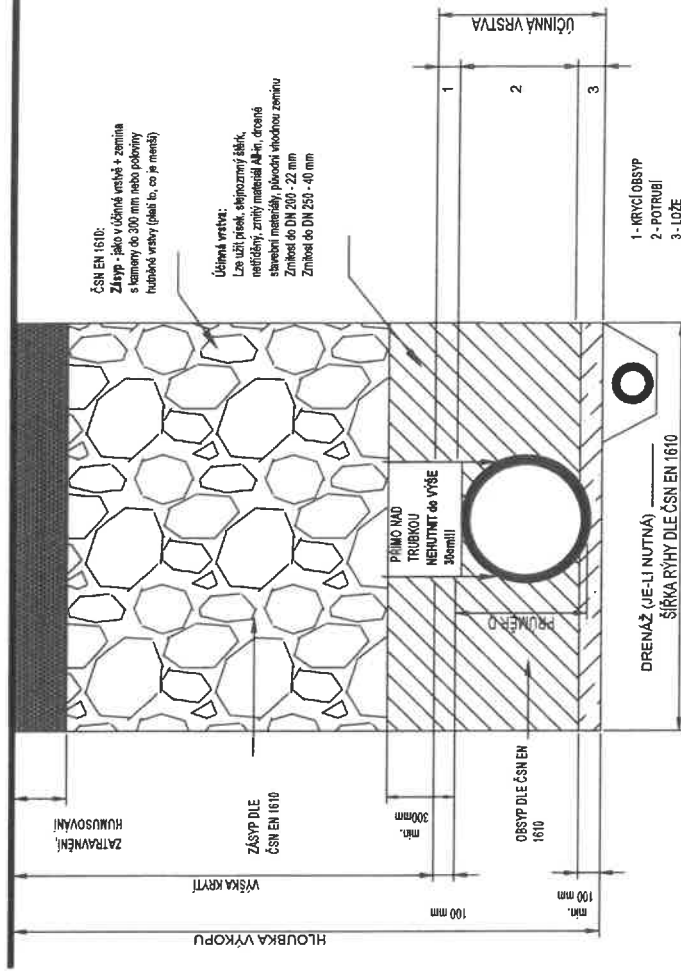 ČSN EN 1610:
Zásyp - jako v účinné vrstvě + zemina
s kameny do 300 mm nebo poloviny
hutněné vrstvy (platí to, co je menší)
Účinná vrstva:
Lze užít písek, stejnozrnný štěrk,
netříděný, zrnitý materiál All-in, drcené
stavební materiály, původní vhodnou zeminu
Zrnitost do DN 200 - 22 mm
Zrnitost do DN 250 - 40 mm
ZATRAVNĚNÍ,
HUMUSOVÁNÍ
ZÁSYP DLE
ČSN EN 1610
VÝŠKA KRYTÍ
HLOUBKA VÝKOPU
min.
300mm
100 mm
min.
100 mm
OBSYP DLE ČSN EN
1610
PŘÍMO NAD
TRUBKOU
NEHUTNIT do VÝŠE
30cm!!!
PRŮMĚR D
ÚČINNÁ VRSTVA
1
2
3
1 - KRYCÍ OBSYP
2 - POTRUBÍ
3 - LOŽE
DRENÁŽ (JE-LI NUTNÁ)
ŠÍŘKA RÝHY DLE ČSN EN 1610